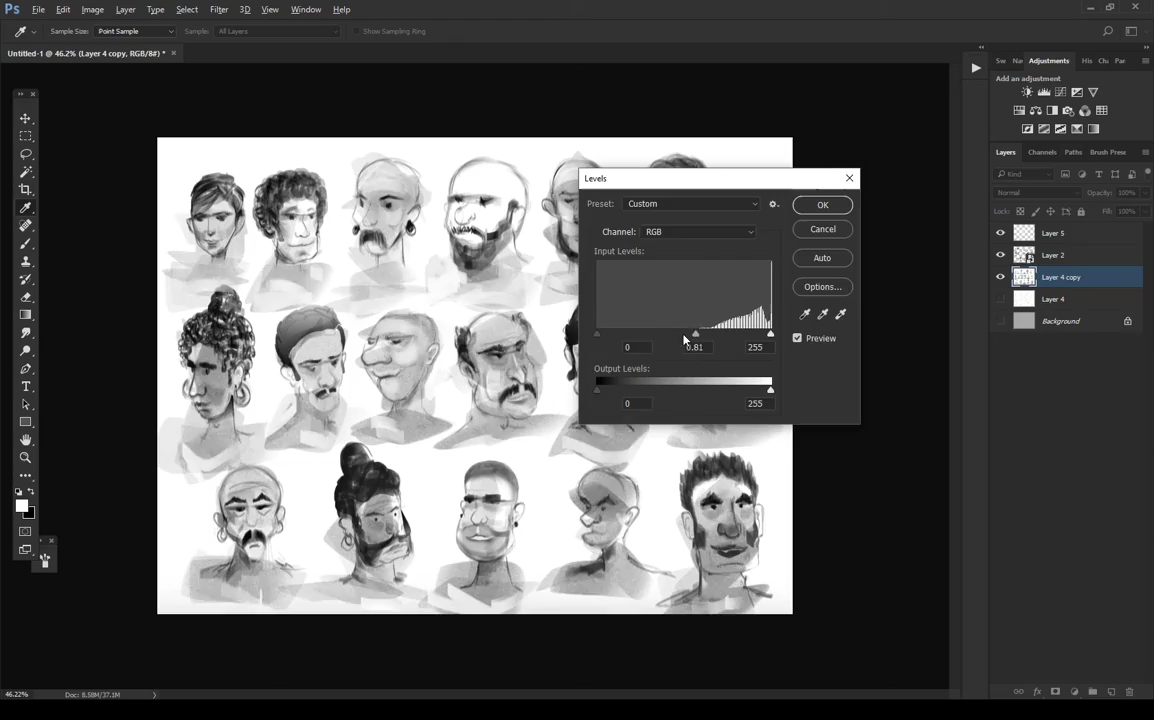 Ps File Edit Image Layer Type Select Filter 3D View Window Help
Sample Size: Point Sample Sample: All Layers Show Sampling Ring
Untitled-1 @ 46.2% (Layer 4 copy, RGB/8#) *
Sw Na Adjustments His Chi Par
Add an adjustment
Layers Channels Paths Brush Prese
Kind
Normal Opacity: 100%
Lock: Fill: 100%
Layer 5
Layer 2
Layer 4 copy
Layer 4
Background
Levels
Preset: Custom
OK
Channel: RGB
Cancel
Input Levels:
Auto
Options...
Preview
0 0.81 255
Output Levels:
0 255
46.22% Doc: 8.58M/37.1M